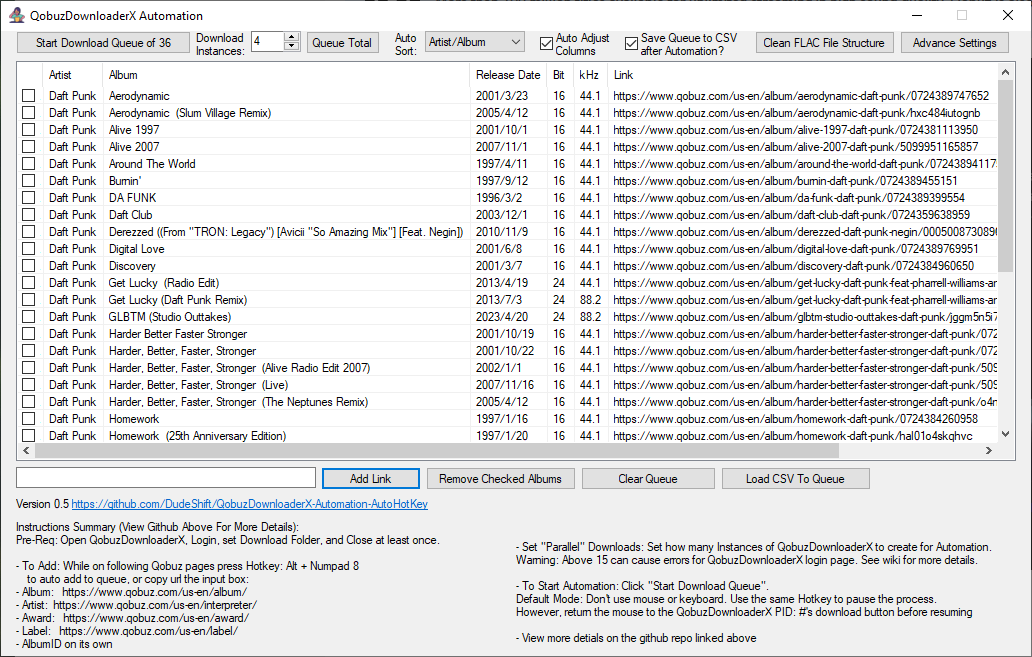 QobuzDownloaderX Automation
Start Download Queue of 36 Download Instances: 4 Queue Total Auto Sort: Artist/Album Auto Adjust Columns Save Queue to CSV after Automation? Clean FLAC File Structure Advance Settings
Artist Album Release Date Bit kHz Link
Daft Punk Aerodynamic 2001/3/23 16 44.1 https://www.qobuz.com/us-en/album/aerodynamic-daft-punk/0724389747652
Daft Punk Aerodynamic (Slum Village Remix) 2005/4/12 16 44.1 https://www.qobuz.com/us-en/album/aerodynamic-daft-punk/hxc484iutognb
Daft Punk Alive 1997 2001/10/1 16 44.1 https://www.qobuz.com/us-en/album/alive-1997-daft-punk/0724381113950
Daft Punk Alive 2007 2007/11/1 16 44.1 https://www.qobuz.com/us-en/album/alive-2007-daft-punk/5099951165857
Daft Punk Around The World 1997/4/11 16 44.1 https://www.qobuz.com/us-en/album/around-the-world-daft-punk/072438941175
Daft Punk Burnin' 1997/9/12 16 44.1 https://www.qobuz.com/us-en/album/burnin-daft-punk/0724389455151
Daft Punk DA FUNK 1996/3/2 16 44.1 https://www.qobuz.com/us-en/album/da-funk-daft-punk/0724389399554
Daft Punk Daft Club 2003/12/1 16 44.1 https://www.qobuz.com/us-en/album/daft-club-daft-punk/0724359638959
Daft Punk Derezzed ((From "TRON: Legacy") [Avicii "So Amazing Mix"] [Feat. Negin]) 2010/11/9 16 44.1 https://www.qobuz.com/us-en/album/derezzed-daft-punk-negin/0005008730896
Daft Punk Digital Love 2001/6/8 16 44.1 https://www.qobuz.com/us-en/album/digital-love-daft-punk/0724389769951
Daft Punk Discovery 2001/3/7 16 44.1 https://www.qobuz.com/us-en/album/discovery-daft-punk/0724384960650
Daft Punk Get Lucky (Radio Edit) 2013/4/19 24 44.1 https://www.qobuz.com/us-en/album/get-lucky-daft-punk-feat-pharrell-williams-ar
Daft Punk Get Lucky (Daft Punk Remix) 2013/7/3 24 88.2 https://www.qobuz.com/us-en/album/get-lucky-daft-punk-feat-pharrell-williams-ar
Daft Punk GLBTM (Studio Outtakes) 2023/4/20 24 88.2 https://www.qobuz.com/us-en/album/glbtm-studio-outtakes-daft-punk/jggm5n5i7
Daft Punk Harder Better Faster Stronger 2001/10/19 16 44.1 https://www.qobuz.com/us-en/album/harder-better-faster-stronger-daft-punk/072
Daft Punk Harder, Better, Faster, Stronger 2001/10/22 16 44.1 https://www.qobuz.com/us-en/album/harder-better-faster-stronger-daft-punk/072
Daft Punk Harder, Better, Faster, Stronger (Alive Radio Edit 2007) 2002/1/1 16 44.1 https://www.qobuz.com/us-en/album/harder-better-faster-stronger-daft-punk/509
Daft Punk Harder, Better, Faster, Stronger (Live) 2007/11/16 16 44.1 https://www.qobuz.com/us-en/album/harder-better-faster-stronger-daft-punk/509
Daft Punk Harder, Better, Faster, Stronger (The Neptunes Remix) 2005/4/12 16 44.1 https://www.qobuz.com/us-en/album/harder-better-faster-stronger-daft-punk/o4r
Daft Punk Homework 1997/1/16 16 44.1 https://www.qobuz.com/us-en/album/homework-daft-punk/0724384260958
Daft Punk Homework (25th Anniversary Edition) 1997/1/20 16 44.1 https://www.qobuz.com/us-en/album/homework-daft-punk/hal01o4skqhvc
Add Link Remove Checked Albums Clear Queue Load CSV To Queue
Version 0.5 https://github.com/DudeShift/QobuzDownloaderX-Automation-AutoHotKey
Instructions Summary (View Github Above For More Details):
Pre-Req: Open QobuzDownloaderX, Login, set Download Folder, and Close at least once.
- To Add: While on following Qobuz pages press Hotkey: Alt + Numpad 8
to auto add to queue, or copy url the input box:
- Album: https://www.qobuz.com/us-en/album/
- Artist: https://www.qobuz.com/us-en/interpreter/
- Award: https://www.qobuz.com/us-en/award/
- Label: https://www.qobuz.com/us-en/label/
- AlbumID on its own
- Set "Parallel" Downloads: Set how many Instances of QobuzDownloaderX to create for Automation.
Warning: Above 15 can cause errors for QobuzDownloaderX login page. See wiki for more details.
- To Start Automation: Click "Start Download Queue".
Default Mode: Don't use mouse or keyboard. Use the same Hotkey to pause the process.
However, return the mouse to the QobuzDownloaderX PID: #'s download button before resuming
- View more detials on the github repo linked above